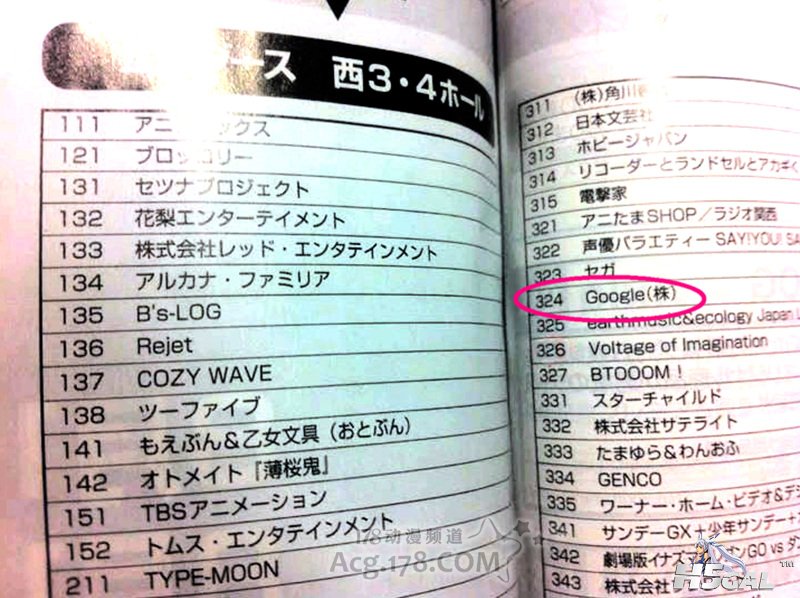 ース 西3・4ホール
111 アニ ックス
121 ブロッコリー
131 セツナプロジェクト
132 花梨エンターテイメント
133 株式会社レッド・エンタテインメント
134 アルカナ・ファミリア
135 B's-LOG
136 Rejet
137 COZY WAVE
138 ツーファイブ
141 もえぶん&乙女文具（おとぶん）
142 オトメイト『薄桜鬼』
151 TBSアニメーション
152 トムス・エンタテインメント
211 TYPE-MOON
311 （株）角川
312 日本文芸社
313 ホビージャパン
314 リコーダーとランドセルとアカギく
315 電撃家
321 アニたまSHOP／ラジオ関西
322 声優バラエティー SAY!YOU! SA
323 セガ
324 Google（株）
325 earthmusic&ecology Japan L
326 Voltage of Imagination
327 BTOOOM！
331 スターチャイルド
332 株式会社サテライト
333 たまゆら&わんおふ
334 GENCO
335 ワーナー・ホーム・ビデオ&デジ
341 サンデーGX＋少年サンデー＋
342 劇場版イナズマ オンGO vs ダン
343 株式会社
178动漫频道
Acg.178.COM
TM